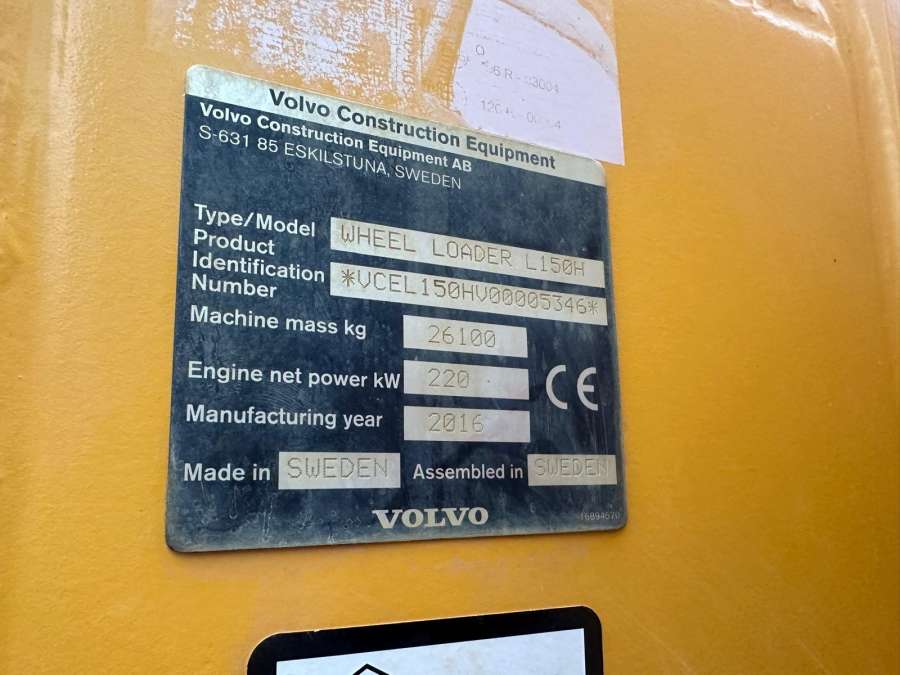 Volvo Construction Equipment
Volvo Construction Equipment AB
S-631 85 ESKILSTUNA, SWEDEN
Type/Model WHEEL LOADER L150H
Product Identification Number *VCEL150HV00005346*
Machine mass kg 26100
Engine net power kW 220
CE
Manufacturing year 2016
Made in SWEDEN Assembled in SWEDEN
VOLVO